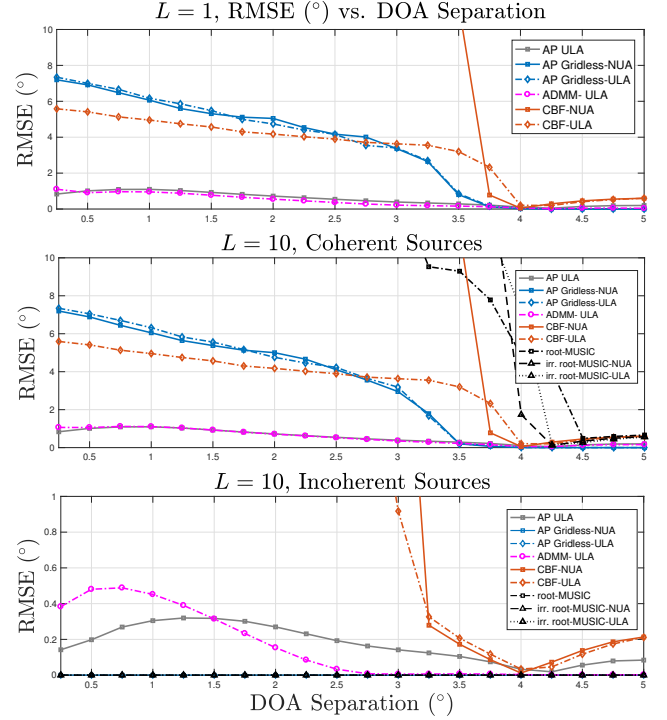 L = 1, RMSE (°) vs. DOA Separation
10
8
6
4
2
0
RMSE (°)
AP ULA
AP Gridless-NUA
AP Gridless-ULA
ADMM- ULA
CBF-NUA
CBF-ULA
0.5 1 1.5 2 2.5 3 3.5 4 4.5 5
L = 10, Coherent Sources
10
8
6
4
2
0
RMSE (°)
AP ULA
AP Gridless-NUA
AP Gridless-ULA
ADMM- ULA
CBF-NUA
CBF-ULA
root-MUSIC
irr. root-MUSIC-NUA
irr. root-MUSIC-ULA
0.5 1 1.5 2 2.5 3 3.5 4 4.5 5
L = 10, Incoherent Sources
1
0.8
0.6
0.4
0.2
0
RMSE (°)
AP ULA
AP Gridless-NUA
AP Gridless-ULA
ADMM- ULA
CBF-NUA
CBF-ULA
root-MUSIC
irr. root-MUSIC-NUA
irr. root-MUSIC-ULA
0.5 1 1.5 2 2.5 3 3.5 4 4.5 5
DOA Separation (°)